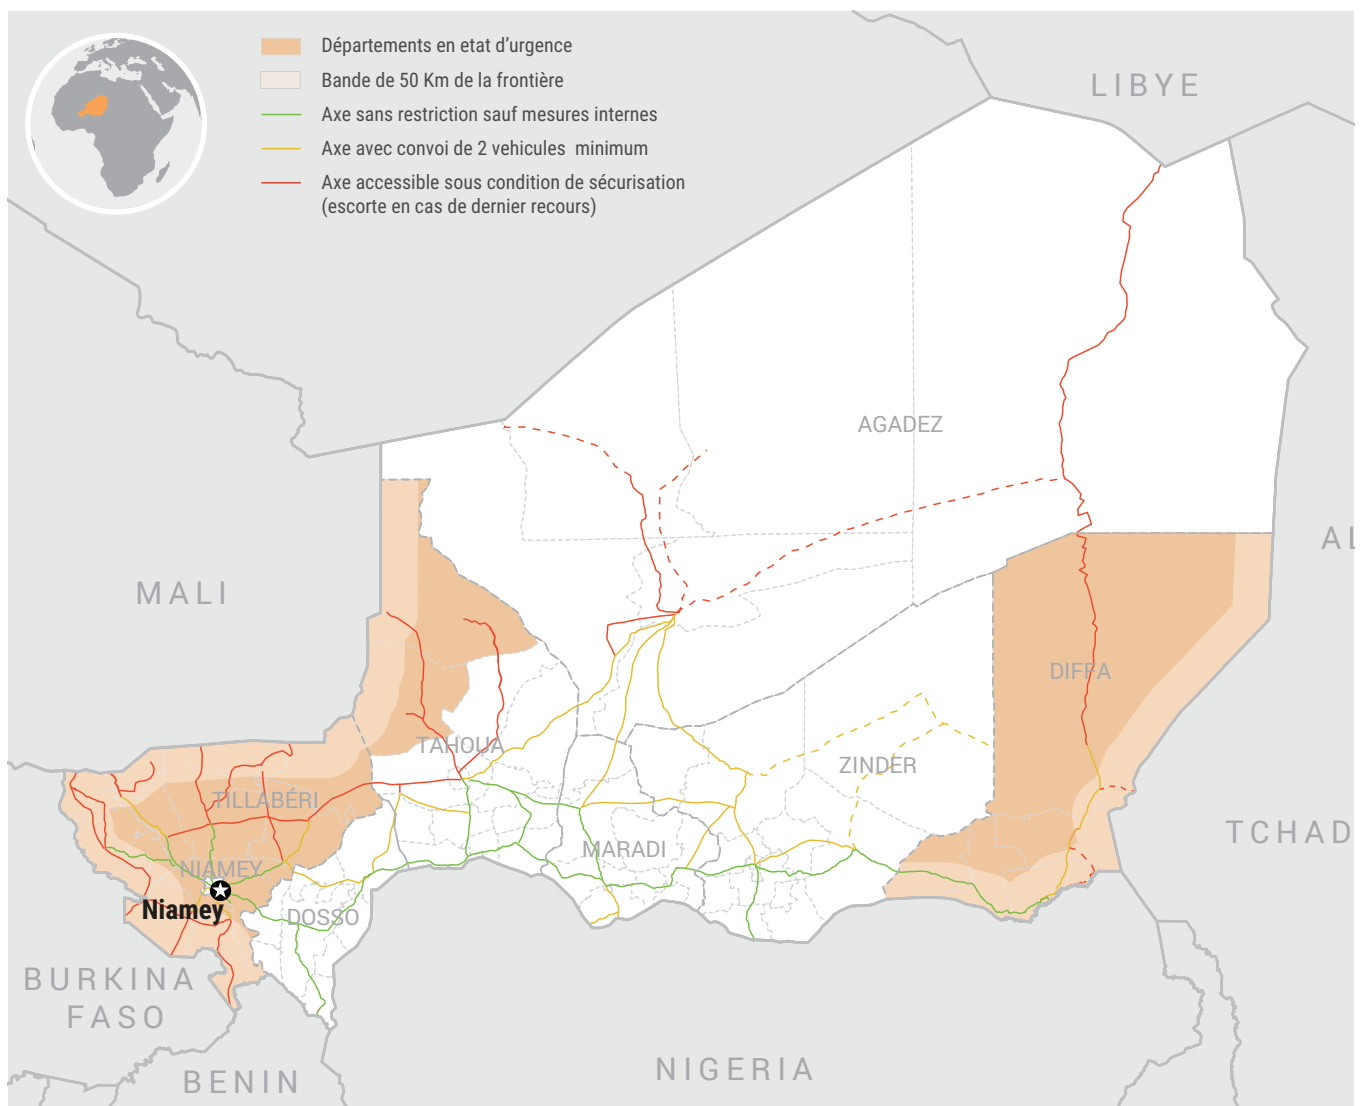 Départements en etat d'urgence
Bande de 50 Km de la frontière
Axe sans restriction sauf mesures internes
Axe avec convoi de 2 vehicules minimum
Axe accessible sous condition de sécurisation
(escorte en cas de dernier recours)
LIBYE
AGADEZ
AL
MALI
DIFFA
TAHOUA
ZINDER
TILLABÉRI
TCHAD
MARADI
NIAMEY
Niamey
DOSSO
BURKINA
FASO
NIGERIA
BENIN